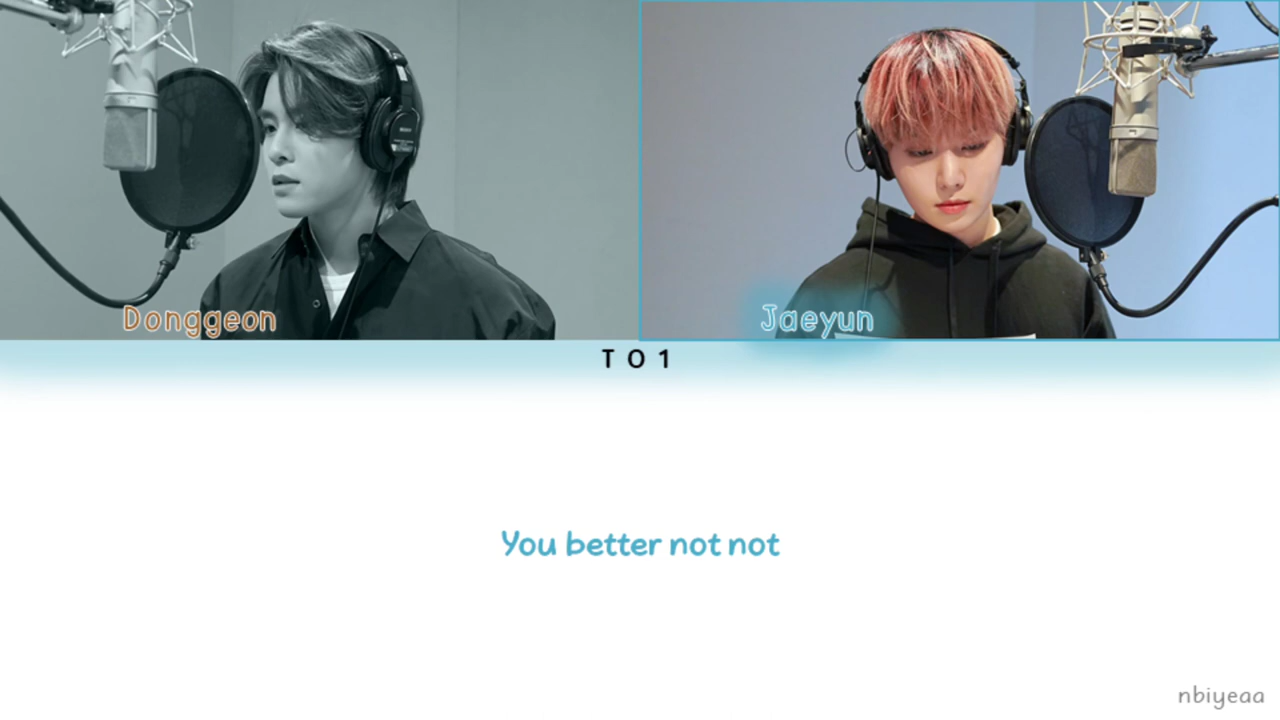 Donggeon
Jaeyun
TO1
You better not not
nbiyeaa